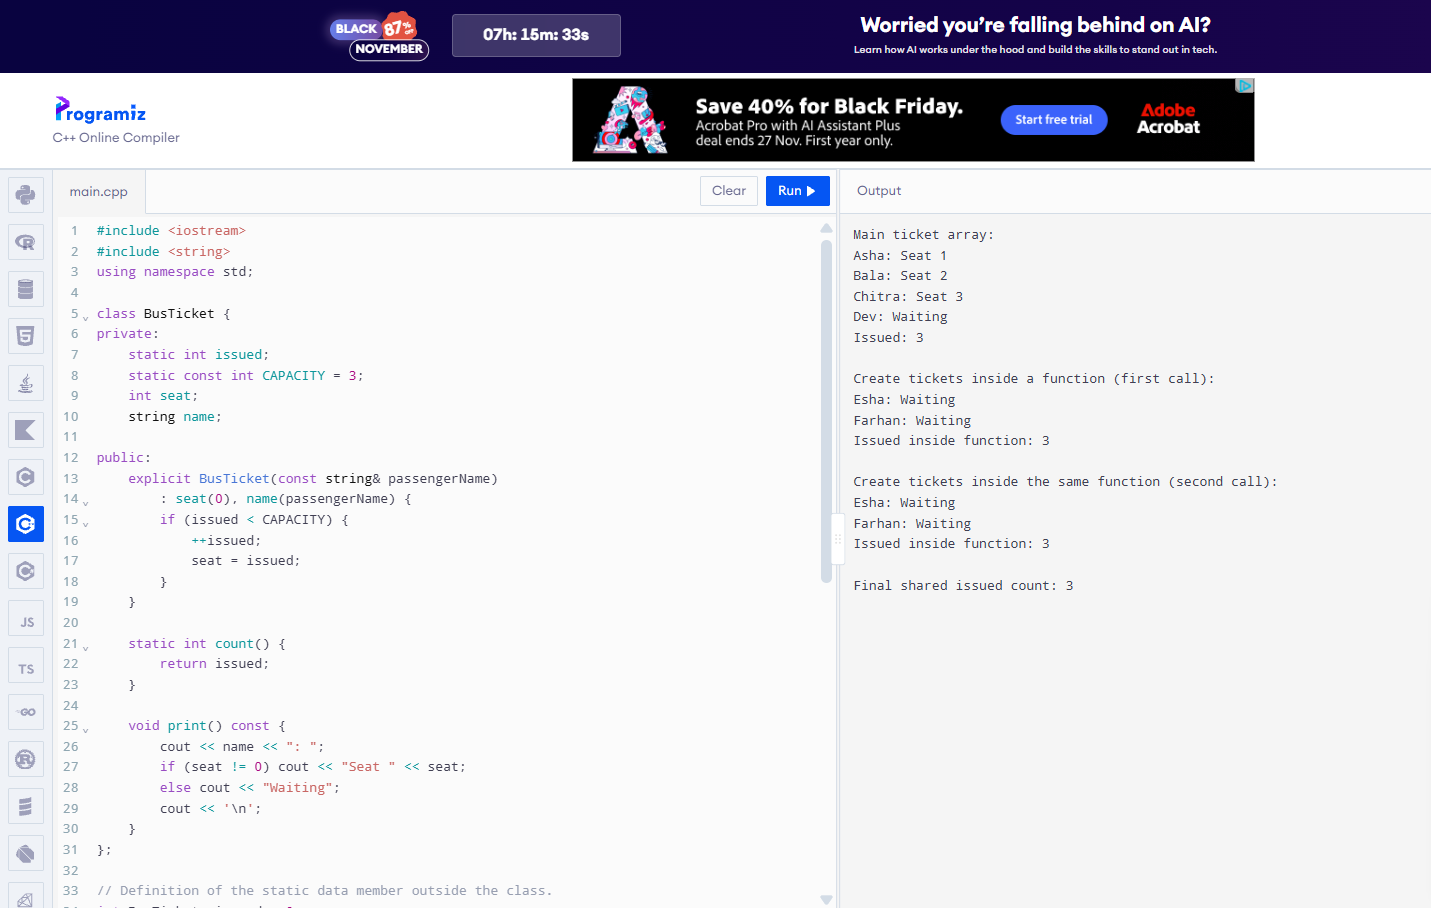 BLACK 87% OFF
NOVEMBER
07h: 15m: 33s
Worried you're falling behind on AI?
Learn how AI works under the hood and build the skills to stand out in tech.
Programiz
C++ Online Compiler
Save 40% for Black Friday.
Acrobat Pro with AI Assistant Plus
deal ends 27 Nov. First year only.
Start free trial
Adobe
Acrobat
main.cpp
Clear
Run
Output
1 #include <iostream>
2 #include <string>
3 using namespace std;
4
5 class BusTicket {
6 private:
7     static int issued;
8     static const int CAPACITY = 3;
9     int seat;
10     string name;
11
12 public:
13     explicit BusTicket(const string& passengerName)
14         : seat(0), name(passengerName) {
15         if (issued < CAPACITY) {
16             ++issued;
17             seat = issued;
18         }
19     }
20
21     static int count() {
22         return issued;
23     }
24
25     void print() const {
26         cout << name << ": ";
27         if (seat != 0) cout << "Seat " << seat;
28         else cout << "Waiting";
29         cout << '\n';
30     }
31 };
32
33 // Definition of the static data member outside the class.
Main ticket array:
Asha: Seat 1
Bala: Seat 2
Chitra: Seat 3
Dev: Waiting
Issued: 3
Create tickets inside a function (first call):
Esha: Waiting
Farhan: Waiting
Issued inside function: 3
Create tickets inside the same function (second call):
Esha: Waiting
Farhan: Waiting
Issued inside function: 3
Final shared issued count: 3
JS
TS
GO